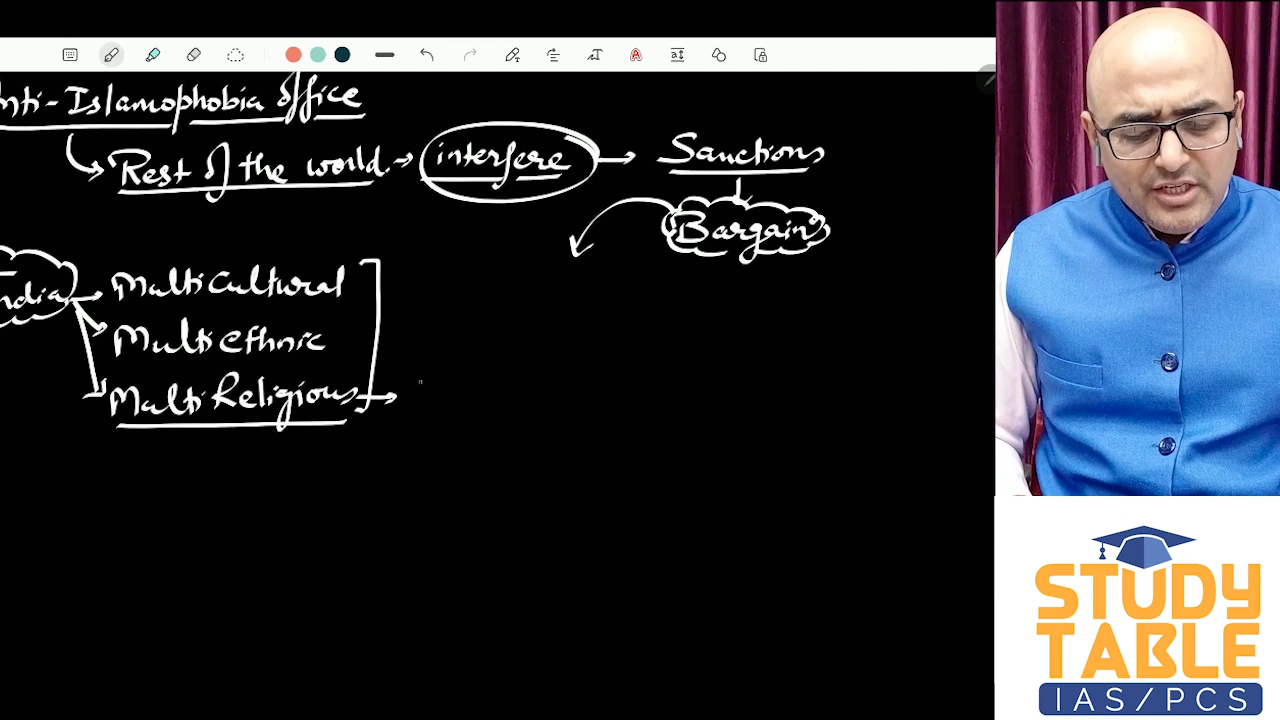 nti-Islamophobia office
Rest of the world. → interfere → Sanctions
Bargain
ndia → Multicultural
Multiethnic
Multi Religious →
STUDY
TABLE
IAS/PCS